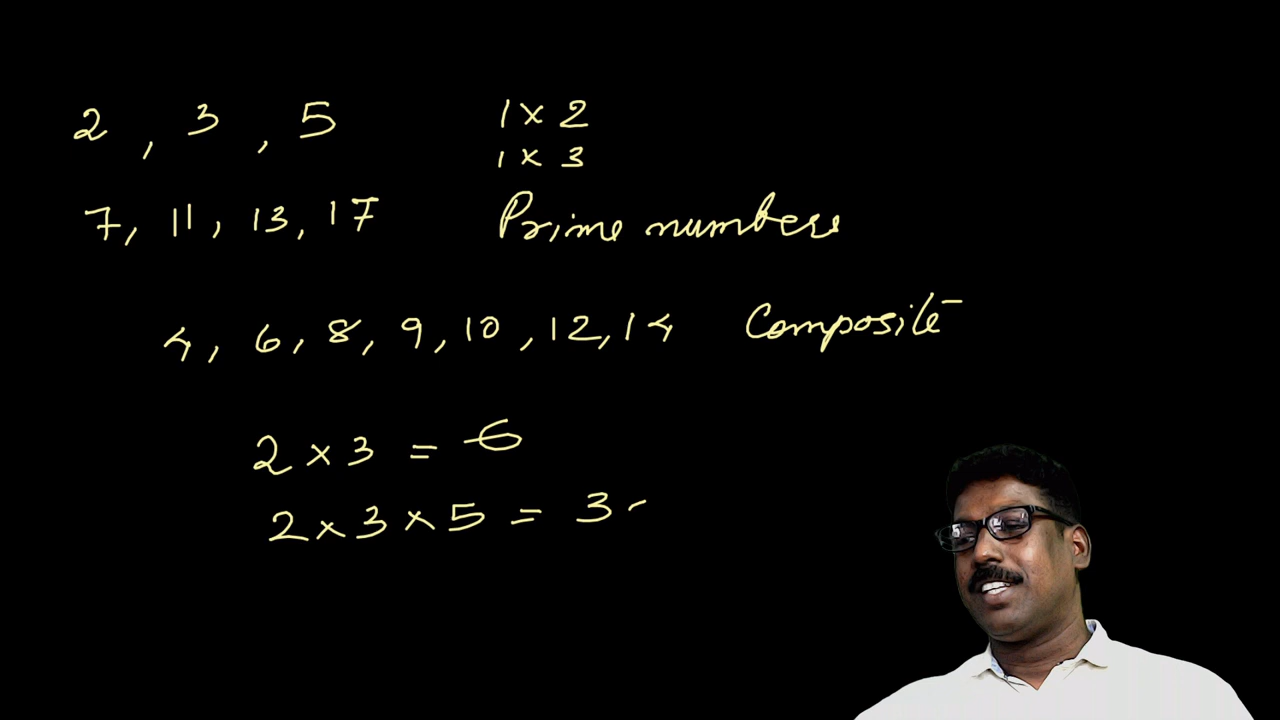 2, 3, 5
1 × 2
1 × 3
7, 11, 13, 17
Prime numbers
4, 6, 8, 9, 10, 12, 14 Composite
2 × 3 = 6
2 × 3 × 5 = 3